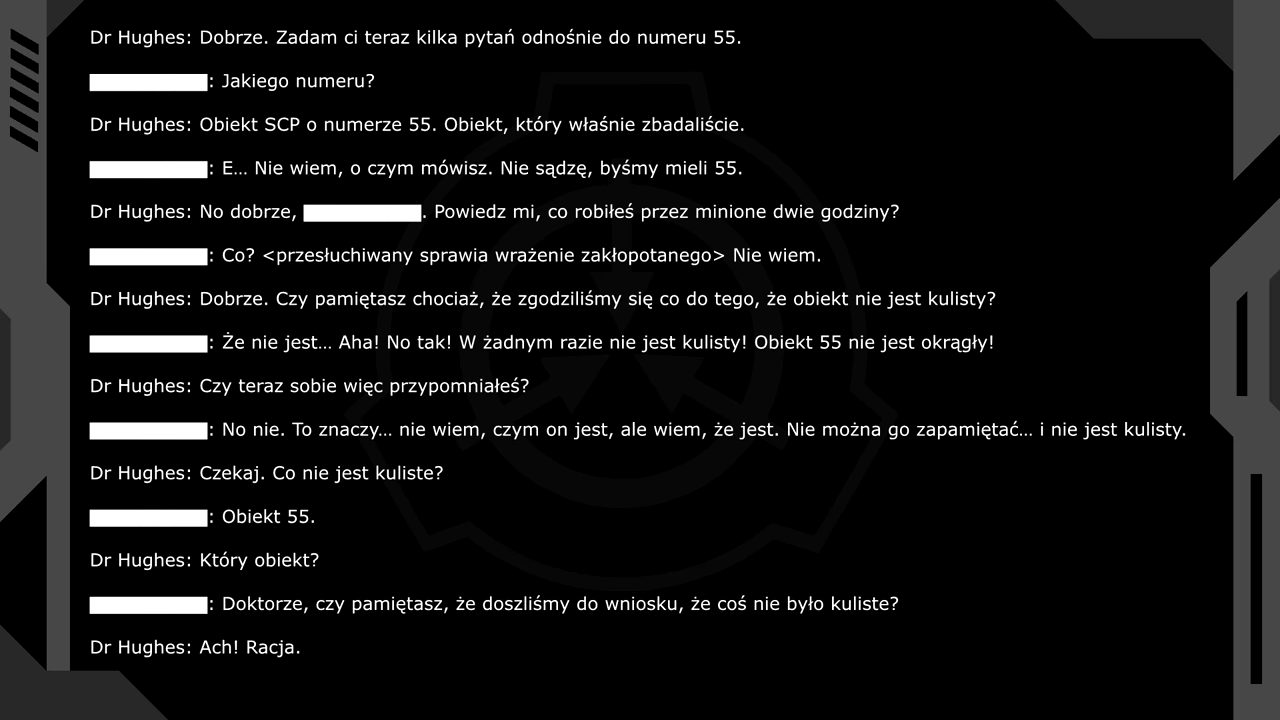 Dr Hughes: Dobrze. Zadam ci teraz kilka pytań odnośnie do numeru 55.
: Jakiego numeru?
Dr Hughes: Obiekt SCP o numerze 55. Obiekt, który właśnie zbadaliście.
: E... Nie wiem, o czym mówisz. Nie sądzę, byśmy mieli 55.
Dr Hughes: No dobrze, . Powiedz mi, co robiłeś przez minione dwie godziny?
: Co? <przesłuchiwany sprawia wrażenie zakłopotanego> Nie wiem.
Dr Hughes: Dobrze. Czy pamiętasz chociaż, że zgodziliśmy się co do tego, że obiekt nie jest kulisty?
: Że nie jest... Aha! No tak! W żadnym razie nie jest kulisty! Obiekt 55 nie jest okrągły!
Dr Hughes: Czy teraz sobie więc przypomniałeś?
: No nie. To znaczy... nie wiem, czym on jest, ale wiem, że jest. Nie można go zapamiętać... i nie jest kulisty.
Dr Hughes: Czekaj. Co nie jest kuliste?
: Obiekt 55.
Dr Hughes: Który obiekt?
: Doktorze, czy pamiętasz, że doszliśmy do wniosku, że coś nie było kuliste?
Dr Hughes: Ach! Racja.